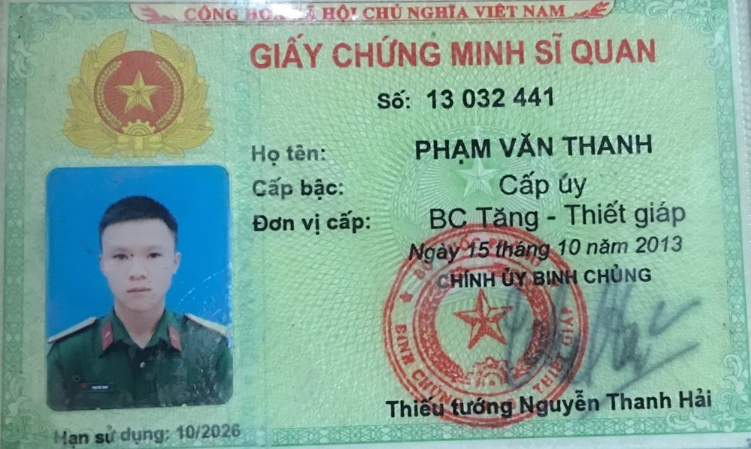 CỘNG HÒA XÃ HỘI CHỦ NGHĨA VIỆT NAM
GIẤY CHỨNG MINH SĨ QUAN
Số: 13 032 441
Họ tên: PHẠM VĂN THANH
Cấp bậc: Cấp úy
Đơn vị cấp: BC Tăng - Thiết giáp
Ngày 15 tháng 10 năm 2013
CHÍNH ỦY BINH CHỦNG
BINH CHỦNG
THIẾT GIÁP
Thiếu tướng Nguyễn Thanh Hải
Hạn sử dụng: 10/2026